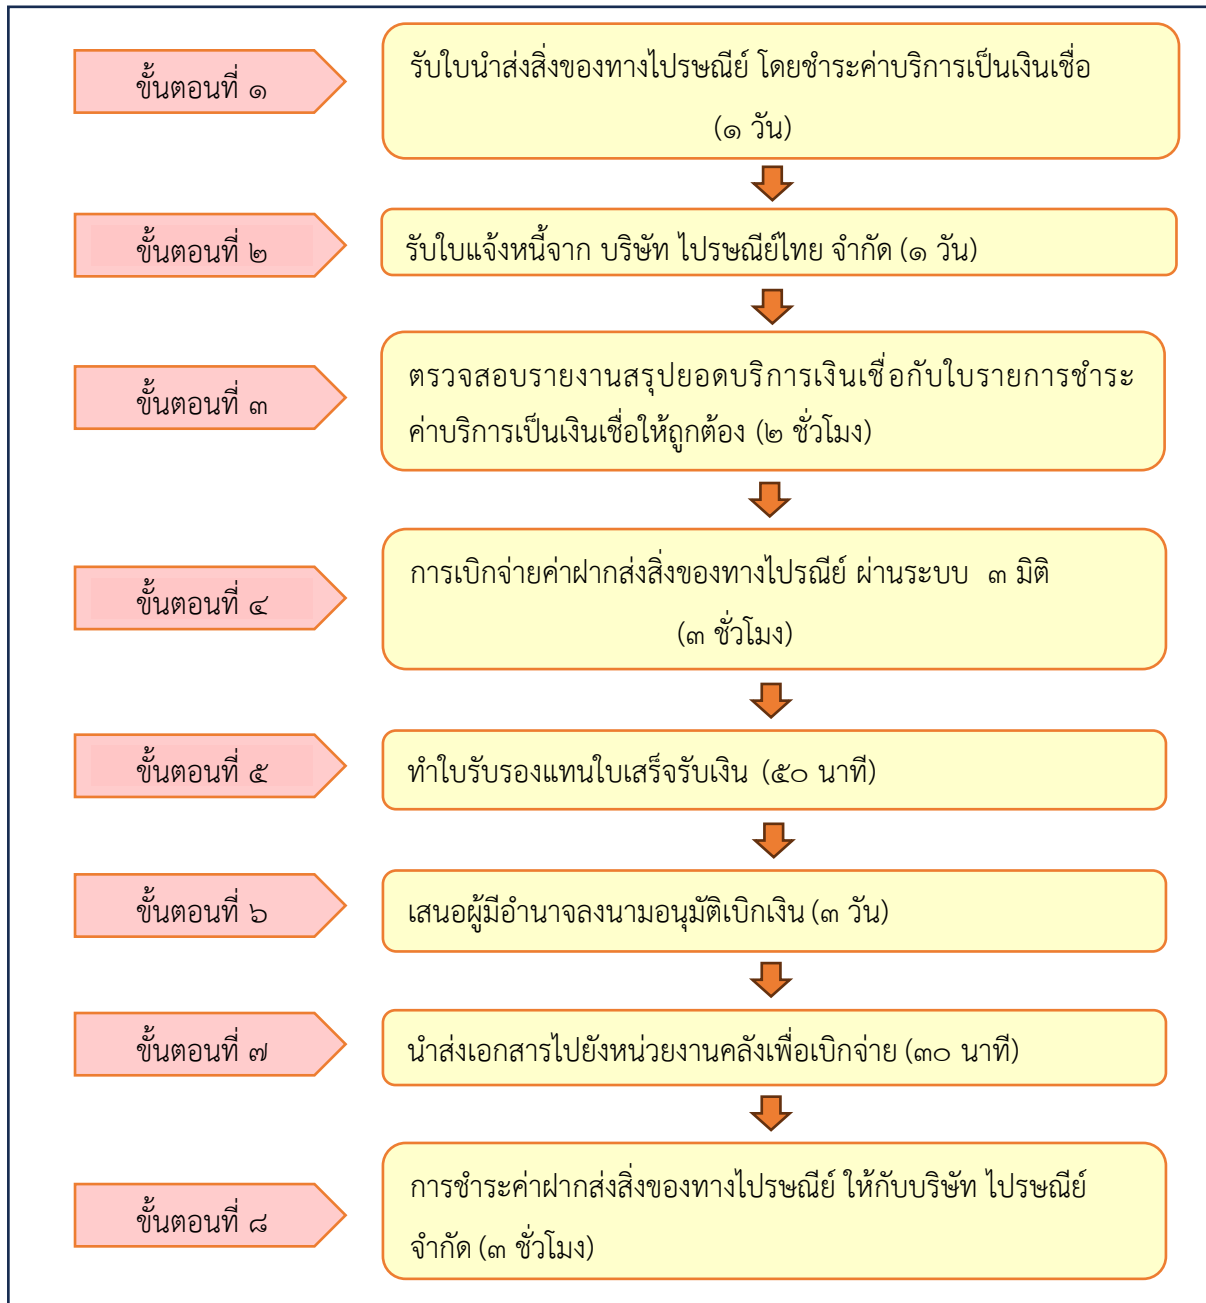 ขั้นตอนที่ ๑
รับใบนำส่งสิ่งของทางไปรษณีย์ โดยชำระค่าบริการเป็นเงินเชื่อ
(๑ วัน)
ขั้นตอนที่ ๒
รับใบแจ้งหนี้จาก บริษัท ไปรษณีย์ไทย จำกัด (๑ วัน)
ขั้นตอนที่ ๓
ตรวจสอบรายงานสรุปยอดบริการเงินเชื่อกับใบรายการชำระ
ค่าบริการเป็นเงินเชื่อให้ถูกต้อง (๒ ชั่วโมง)
ขั้นตอนที่ ๔
การเบิกจ่ายค่าฝากส่งสิ่งของทางไปรณีย์ ผ่านระบบ ๓ มิติ
(๓ ชั่วโมง)
ขั้นตอนที่ ๕
ทำใบรับรองแทนใบเสร็จรับเงิน (๕๐ นาที)
ขั้นตอนที่ ๖
เสนอผู้มีอำนาจลงนามอนุมัติเบิกเงิน (๓ วัน)
ขั้นตอนที่ ๗
นำส่งเอกสารไปยังหน่วยงานคลังเพื่อเบิกจ่าย (๓๐ นาที)
ขั้นตอนที่ ๘
การชำระค่าฝากส่งสิ่งของทางไปรษณีย์ ให้กับบริษัท ไปรษณีย์
จำกัด (๓ ชั่วโมง)